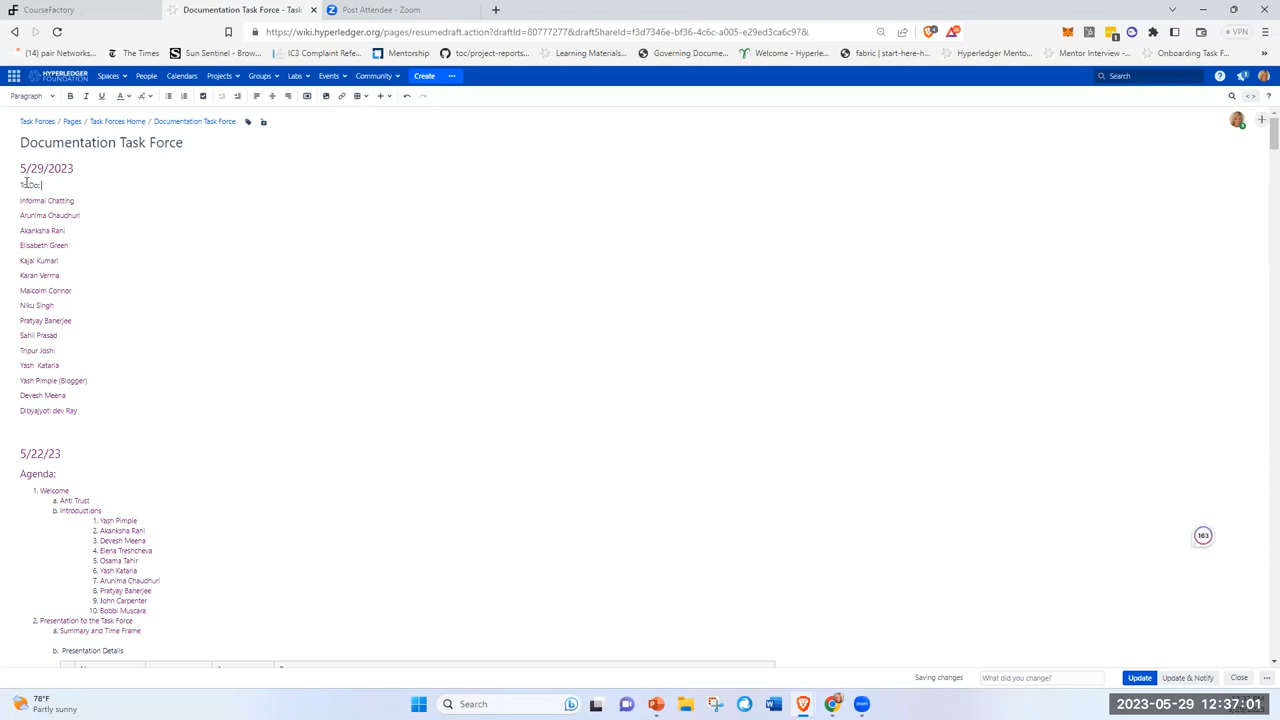 CourseFactory
Documentation Task Force - Task
Post Attendee - Zoom
https://wiki.hyperledger.org/pages/resumedraft.action?draftId=80777277&draftShareId=f3d7346e-bf36-4c6c-a005-e29ed3ca6c97&
VPN
(14) pair Networks...
The Times
Sun Sentinel - Brow...
IC3 Complaint Refe...
Mentorship
toc/project-reports...
Learning Materials...
Governing Docume...
Welcome - Hyperle...
fabric | start-here-h...
Hyperledger Mento...
Mentor Interview -...
Onboarding Task F...
HYPERLEDGER FOUNDATION
Spaces
People
Calendars
Projects
Groups
Labs
Events
Community
Create
Search
Paragraph
Task Forces / Pages / Task Forces Home / Documentation Task Force
Documentation Task Force
5/29/2023
To Do:
Informal Chatting
Arunima Chaudhuri
Akanksha Rani
Elisabeth Green
Kajal Kumari
Karan Verma
Malcolm Connor
Niku Singh
Pratyay Banerjee
Sahil Prasad
Tripur Joshi
Yash Kataria
Yash Pimple (Blogger)
Devesh Meena
Dibyajyoti dev Ray
5/22/23
Agenda:
1. Welcome
a. Anti Trust
b. Introductions
1. Yash Pimple
2. Akanksha Rani
3. Devesh Meena
4. Elena Treshcheva
5. Osama Tahir
6. Yash Kataria
7. Arunima Chaudhuri
8. Pratyay Banerjee
9. John Carpenter
10. Bobbi Muscara
2. Presentation to the Task Force
a. Summary and Time Frame
b. Presentation Details
163
Saving changes
What did you change?
Update
Update & Notify
Close
78°F
Partly sunny
Search
2023-05-29 12:37:01